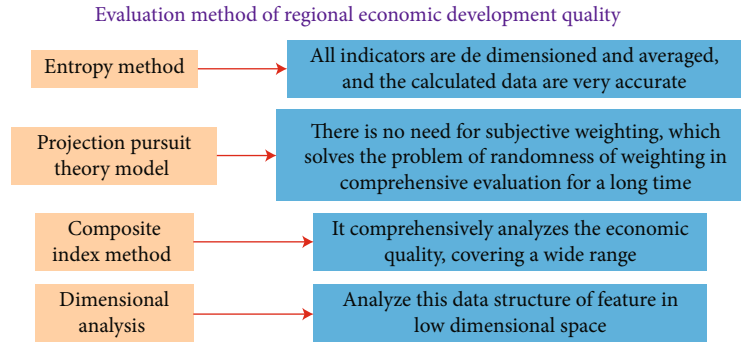 Evaluation method of regional economic development quality
Entropy method
All indicators are de dimensioned and averaged,
and the calculated data are very accurate
Projection pursuit
theory model
There is no need for subjective weighting, which
solves the problem of randomness of weighting in
comprehensive evaluation for a long time
Composite
index method
It comprehensively analyzes the economic
quality, covering a wide range
Dimensional
analysis
Analyze this data structure of feature in
low dimensional space